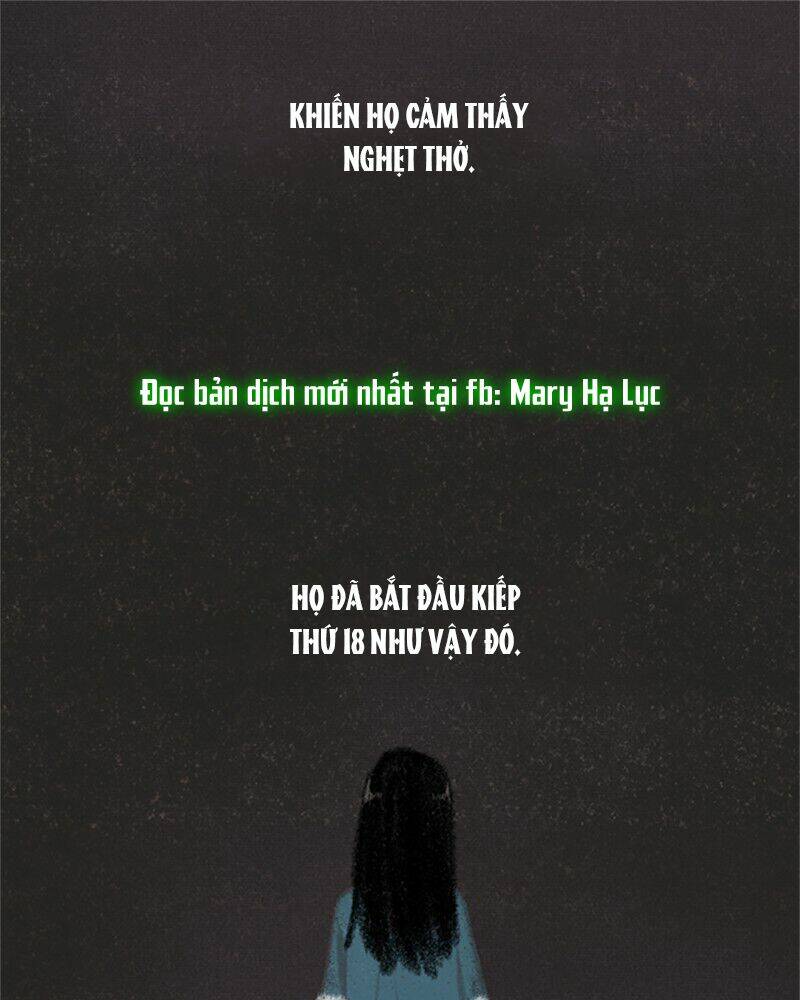 KHIẾN HỌ CẢM THẤY
NGHẸT THỞ.
Đọc bản dịch mới nhất tại fb: Mary Hạ Lục
HỌ ĐÃ BẮT ĐẦU KIẾP
THỨ 18 NHƯ VẬY ĐÓ.